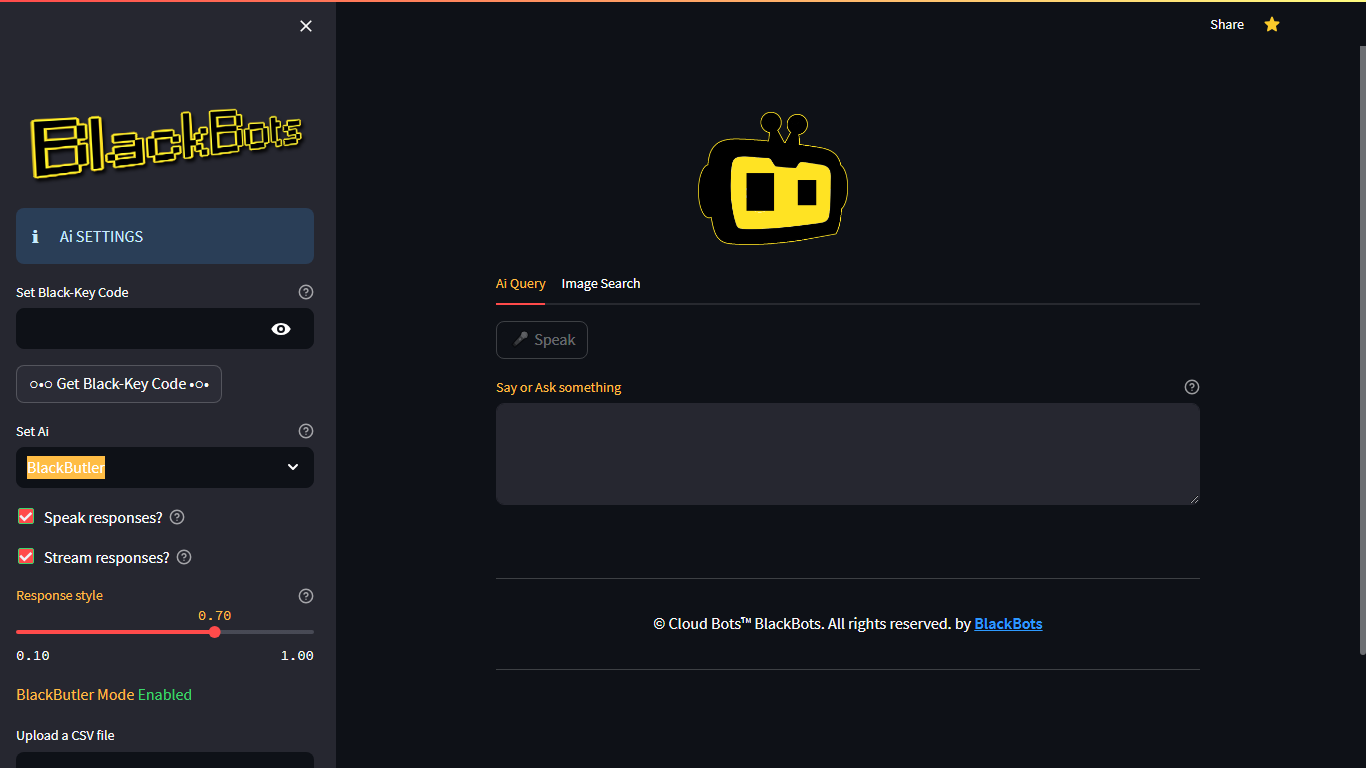 Share
BlackBots
Ai SETTINGS
Set Black-Key Code
○•○ Get Black-Key Code •○•
Set Ai
BlackButler
Speak responses?
Stream responses?
Response style
0.70
0.10 1.00
BlackButler Mode Enabled
Upload a CSV file
Ai Query Image Search
Speak
Say or Ask something
© Cloud Bots™ BlackBots. All rights reserved. by BlackBots